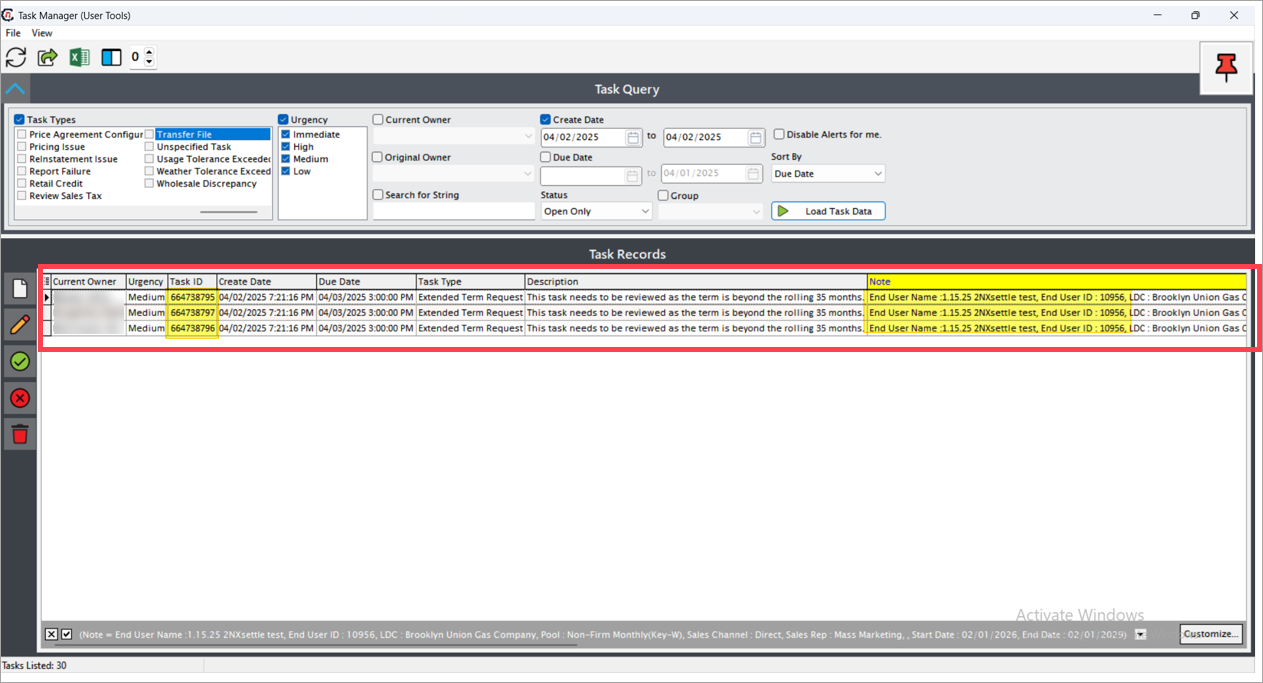 Task Manager (User Tools)
File View
0
Task Query
Task Types
Price Agreement Configur
Pricing Issue
Reinstatement Issue
Report Failure
Retail Credit
Review Sales Tax
Transfer File
Unspecified Task
Usage Tolerance Exceeded
Weather Tolerance Exceed
Wholesale Discrepancy
Urgency
Immediate
High
Medium
Low
Current Owner
Original Owner
Search for String
Create Date
04/02/2025 to 04/02/2025
Due Date
to 04/01/2025
Status
Open Only
Group
Disable Alerts for me.
Sort By
Due Date
Load Task Data
Task Records
Current Owner Urgency Task ID Create Date Due Date Task Type Description Note
Medium 664738795 04/02/2025 7:21:16 PM 04/03/2025 3:00:00 PM Extended Term Request This task needs to be reviewed as the term is beyond the rolling 35 months. End User Name :1.15.25 2NXsettle test, End User ID : 10956, LDC : Brooklyn Union Gas C
Medium 664738797 04/02/2025 7:21:16 PM 04/03/2025 3:00:00 PM Extended Term Request This task needs to be reviewed as the term is beyond the rolling 35 months. End User Name :1.15.25 2NXsettle test, End User ID : 10956, LDC : Brooklyn Union Gas C
Medium 664738796 04/02/2025 7:21:16 PM 04/03/2025 3:00:00 PM Extended Term Request This task needs to be reviewed as the term is beyond the rolling 35 months. End User Name :1.15.25 2NXsettle test, End User ID : 10956, LDC : Brooklyn Union Gas C
Activate Windows
(Note = End User Name :1.15.25 2NXsettle test, End User ID : 10956, LDC : Brooklyn Union Gas Company, Pool : Non-Firm Monthly(Key-W), Sales Channel : Direct, Sales Rep : Mass Marketing, , Start Date : 02/01/2026, End Date : 02/01/2029)
Customize...
Tasks Listed: 30